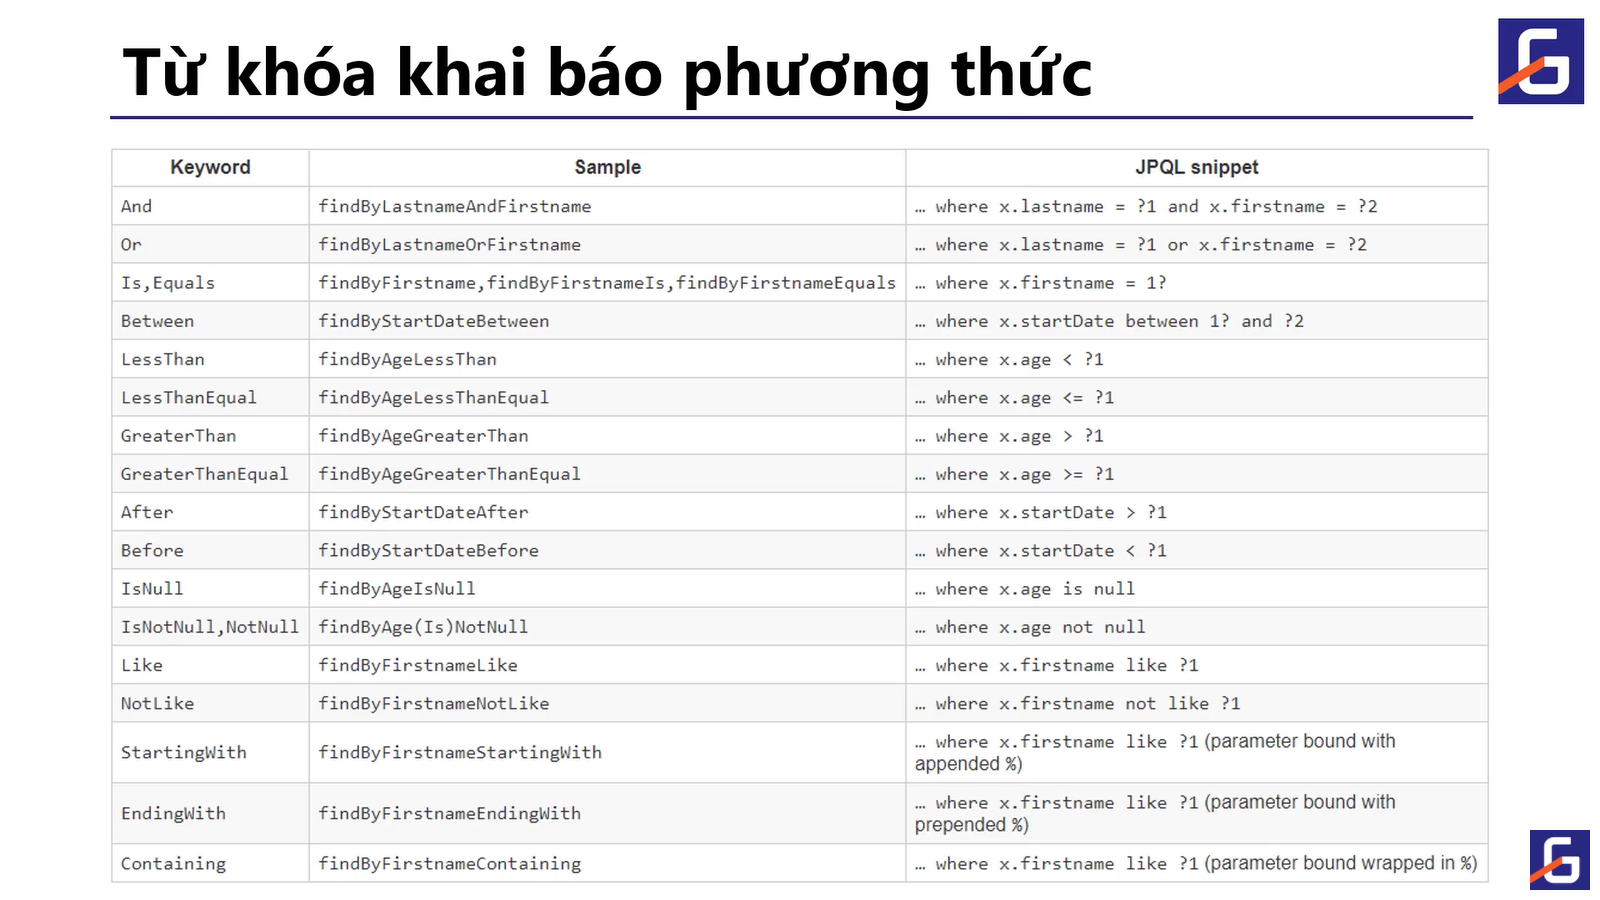 Từ khóa khai báo phương thức
Keyword Sample JPQL snippet
And findByLastnameAndFirstname … where x.lastname = ?1 and x.firstname = ?2
Or findByLastnameOrFirstname … where x.lastname = ?1 or x.firstname = ?2
Is,Equals findByFirstname,findByFirstnameIs,findByFirstnameEquals … where x.firstname = 1?
Between findByStartDateBetween … where x.startDate between 1? and ?2
LessThan findByAgeLessThan … where x.age < ?1
LessThanEqual findByAgeLessThanEqual … where x.age <= ?1
GreaterThan findByAgeGreaterThan … where x.age > ?1
GreaterThanEqual findByAgeGreaterThanEqual … where x.age >= ?1
After findByStartDateAfter … where x.startDate > ?1
Before findByStartDateBefore … where x.startDate < ?1
IsNull findByAgeIsNull … where x.age is null
IsNotNull,NotNull findByAge(Is)NotNull … where x.age not null
Like findByFirstnameLike … where x.firstname like ?1
NotLike findByFirstnameNotLike … where x.firstname not like ?1
StartingWith findByFirstnameStartingWith … where x.firstname like ?1 (parameter bound with
appended %)
EndingWith findByFirstnameEndingWith … where x.firstname like ?1 (parameter bound with
prepended %)
Containing findByFirstnameContaining … where x.firstname like ?1 (parameter bound wrapped in %)